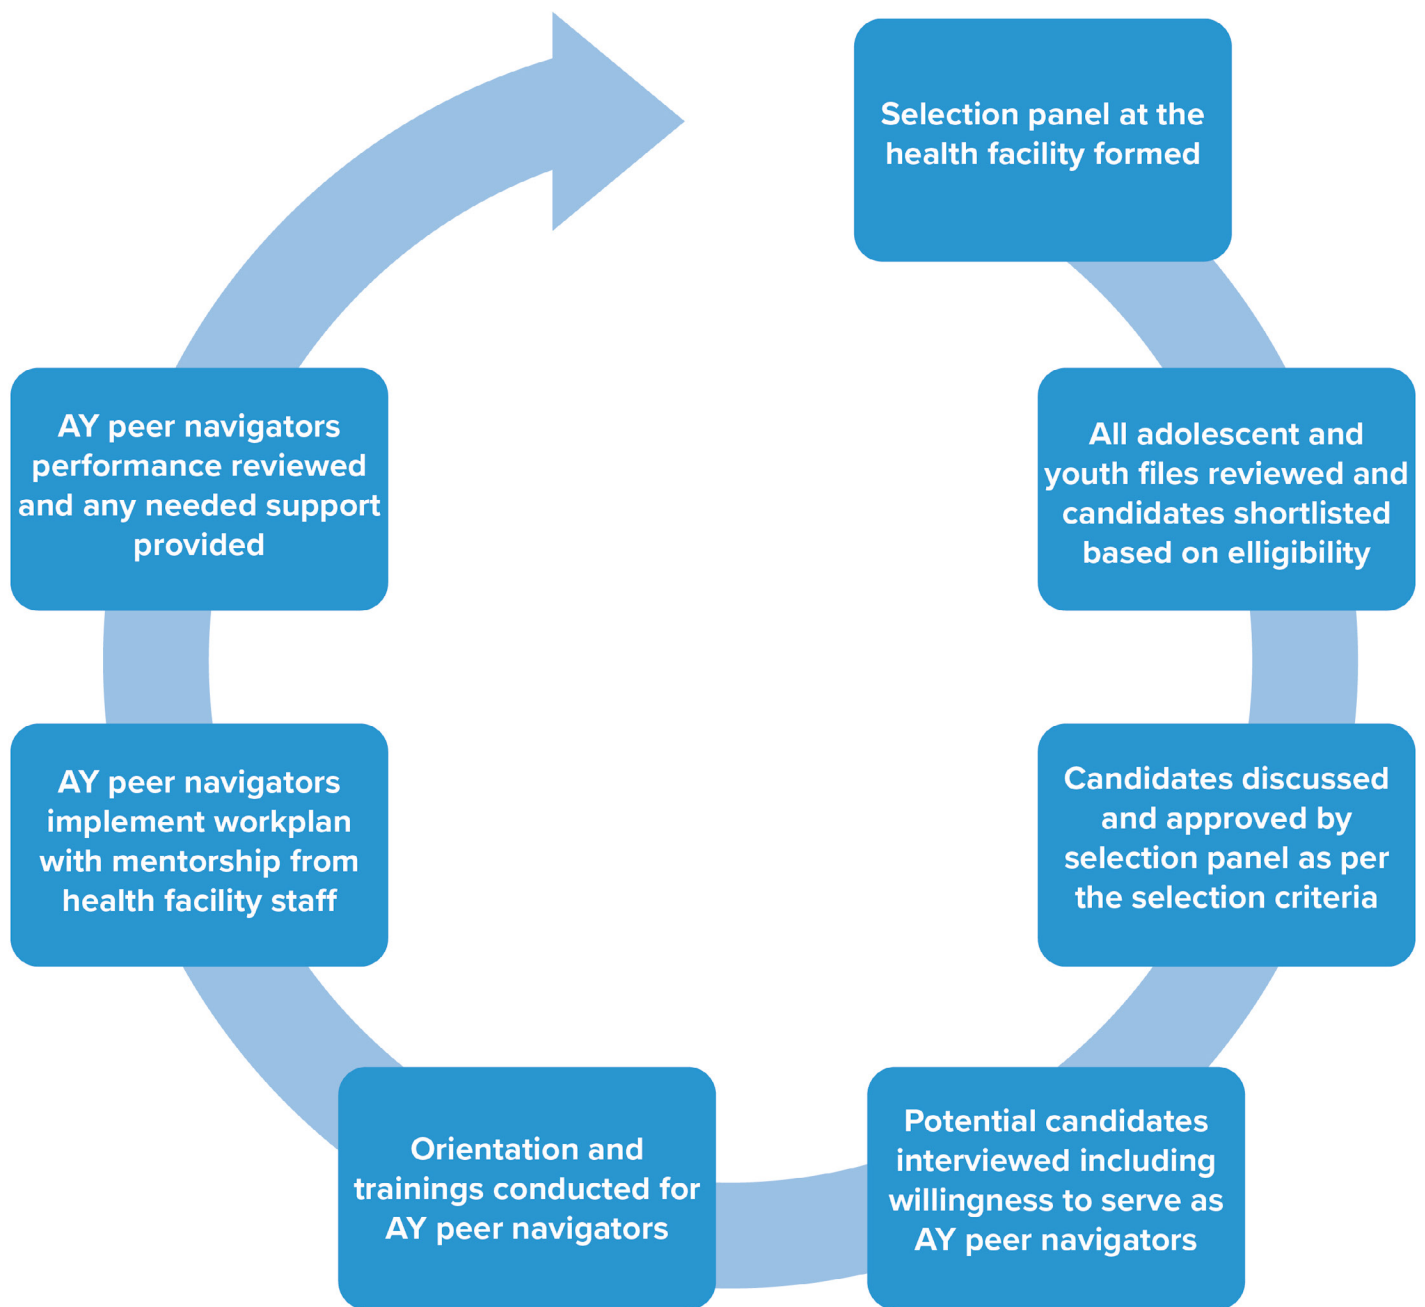 Selection panel at the
health facility formed
All adolescent and
youth files reviewed and
candidates shortlisted
based on elligibility
Candidates discussed
and approved by
selection panel as per
the selection criteria
Potential candidates
interviewed including
willingness to serve as
AY peer navigators
Orientation and
trainings conducted for
AY peer navigators
AY peer navigators
implement workplan
with mentorship from
health facility staff
AY peer navigators
performance reviewed
and any needed support
provided